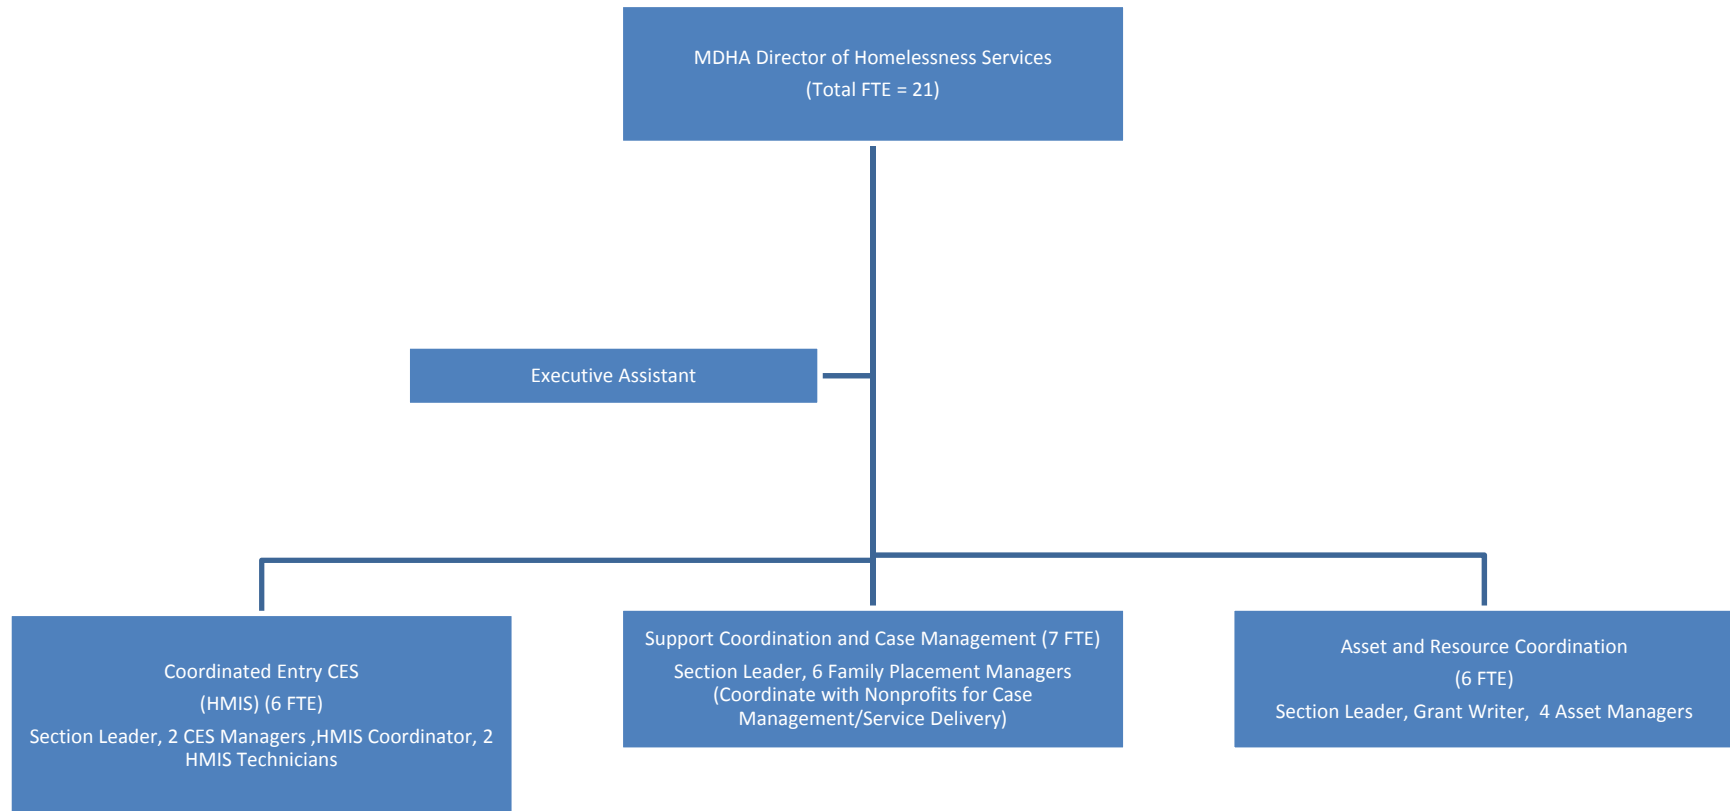 MDHA Director of Homelessness Services
(Total FTE = 21)
Executive Assistant
Coordinated Entry CES
(HMIS) (6 FTE)
Section Leader, 2 CES Managers ,HMIS Coordinator, 2
HMIS Technicians
Support Coordination and Case Management (7 FTE)
Section Leader, 6 Family Placement Managers
(Coordinate with Nonprofits for Case
Management/Service Delivery)
Asset and Resource Coordination
(6 FTE)
Section Leader, Grant Writer,  4 Asset Managers